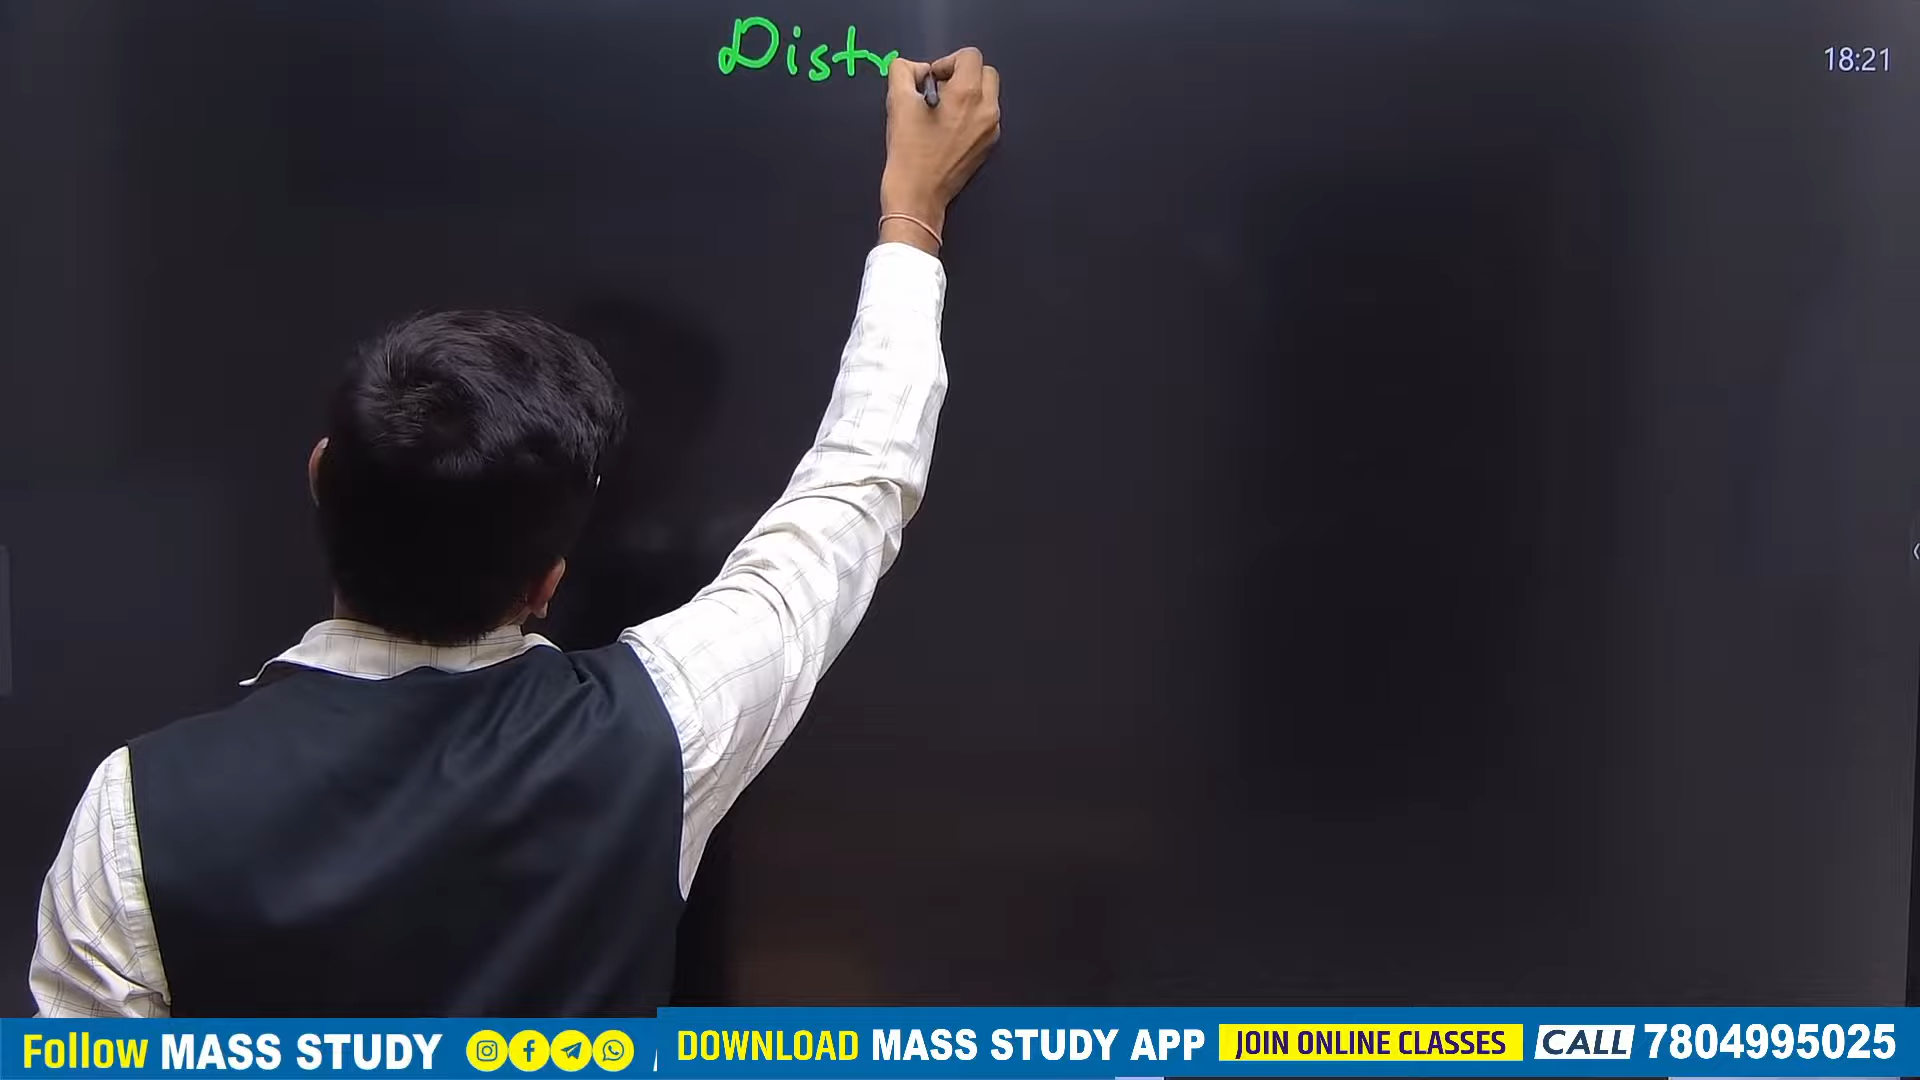 Distr
18:21
Follow MASS STUDY
DOWNLOAD MASS STUDY APP JOIN ONLINE CLASSES CALL 7804995025